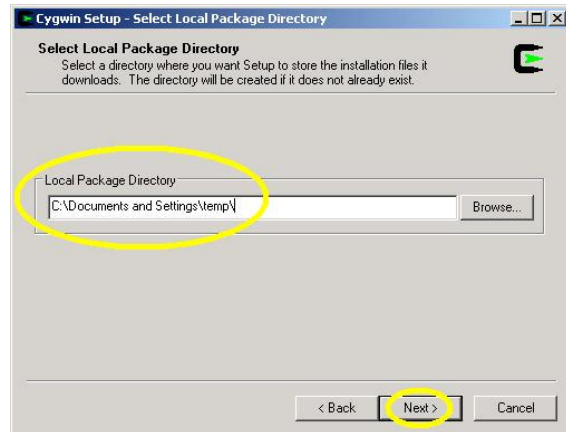 Cygwin Setup - Select Local Package Directory
Select Local Package Directory
Select a directory where you want Setup to store the installation files it
downloads. The directory will be created if it does not already exist.
Local Package Directory
C:\Documents and Settings\temp\
Browse...
< Back
Next >
Cancel